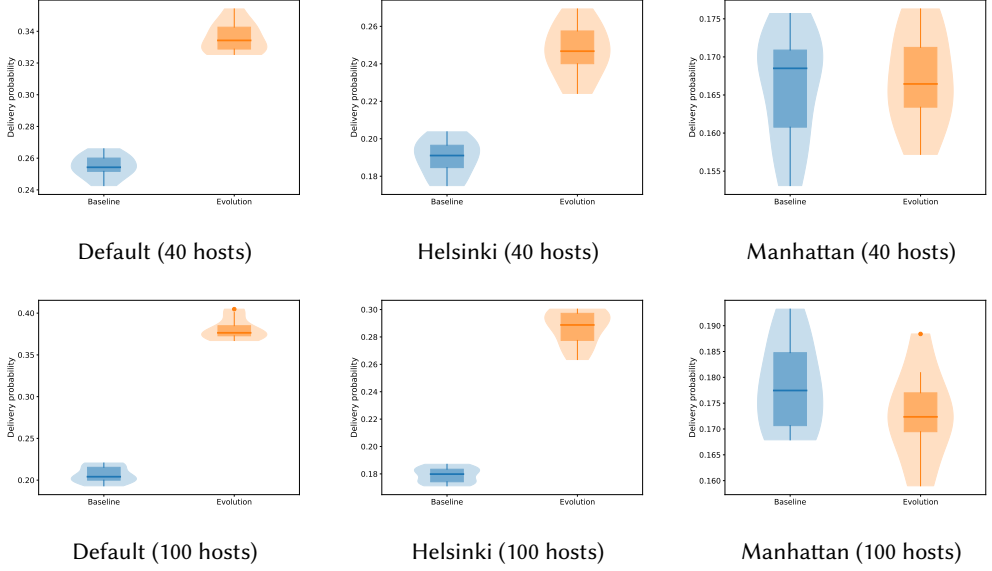 Delivery probability
0.34
0.32
0.30
0.28
0.26
0.24
Baseline
Evolution
Default (40 hosts)
Delivery probability
0.26
0.24
0.22
0.20
0.18
Baseline
Evolution
Helsinki (40 hosts)
Delivery probability
0.175
0.170
0.165
0.160
0.155
Baseline
Evolution
Manhattan (40 hosts)
Delivery probability
0.40
0.35
0.30
0.25
0.20
Baseline
Evolution
Default (100 hosts)
Delivery probability
0.30
0.28
0.26
0.24
0.22
0.20
0.18
Baseline
Evolution
Helsinki (100 hosts)
Delivery probability
0.190
0.185
0.180
0.175
0.170
0.165
0.160
Baseline
Evolution
Manhattan (100 hosts)